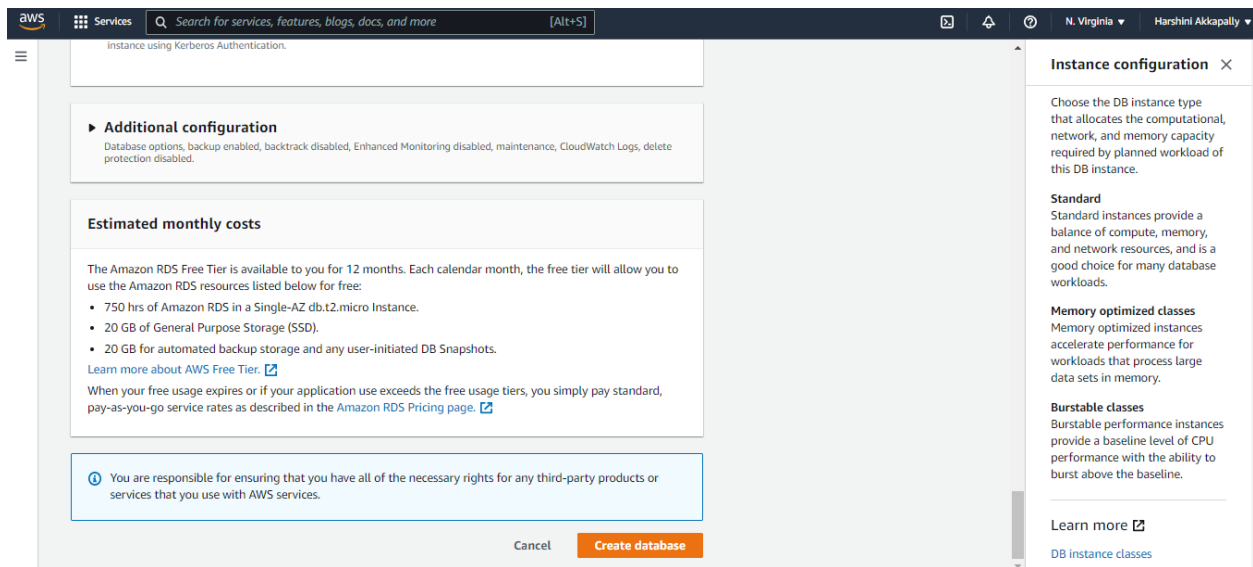 aws
Services
Search for services, features, blogs, docs, and more
[Alt+S]
N. Virginia ▼
Harshini Akkapally ▼
instance using Kerberos Authentication.
Additional configuration
Database options, backup enabled, backtrack disabled, Enhanced Monitoring disabled, maintenance, CloudWatch Logs, delete
protection disabled.
Estimated monthly costs
The Amazon RDS Free Tier is available to you for 12 months. Each calendar month, the free tier will allow you to
use the Amazon RDS resources listed below for free:
• 750 hrs of Amazon RDS in a Single-AZ db.t2.micro Instance.
• 20 GB of General Purpose Storage (SSD).
• 20 GB for automated backup storage and any user-initiated DB Snapshots.
Learn more about AWS Free Tier.
When your free usage expires or if your application use exceeds the free usage tiers, you simply pay standard,
pay-as-you-go service rates as described in the Amazon RDS Pricing page.
You are responsible for ensuring that you have all of the necessary rights for any third-party products or
services that you use with AWS services.
Cancel
Create database
Instance configuration
Choose the DB instance type
that allocates the computational,
network, and memory capacity
required by planned workload of
this DB instance.
Standard
Standard instances provide a
balance of compute, memory,
and network resources, and is a
good choice for many database
workloads.
Memory optimized classes
Memory optimized instances
accelerate performance for
workloads that process large
data sets in memory.
Burstable classes
Burstable performance instances
provide a baseline level of CPU
performance with the ability to
burst above the baseline.
Learn more
DB instance classes